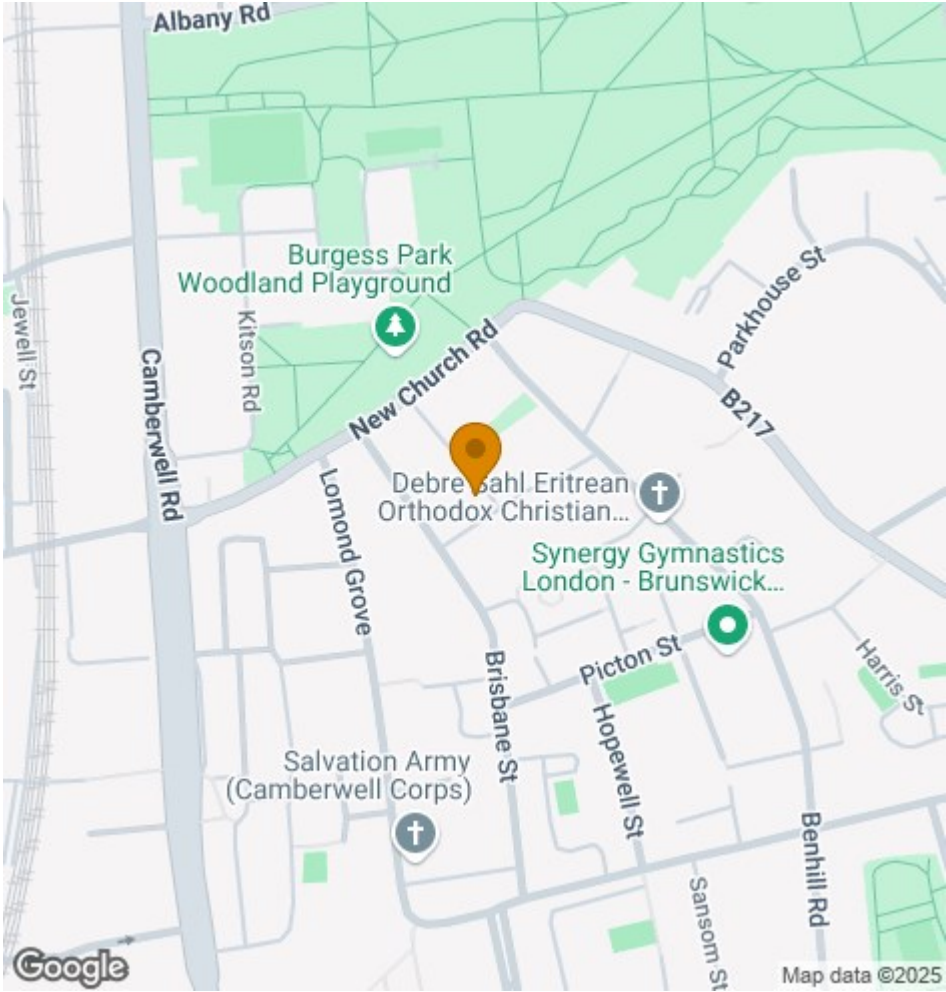 Albany Rd
Burgess Park
Woodland Playground
Parkhouse St
Jewell St
Kitson Rd
New Church Rd
Camberwell Rd
B217
Debre Sahl Eritrean
Orthodox Christian...
Lomond Grove
Synergy Gymnastics
London - Brunswick...
Picton St
Harris St
Brisbane St
Hopewell St
Salvation Army
(Camberwell Corps)
Benhill Rd
Sansom St
Google
Map data ©2025